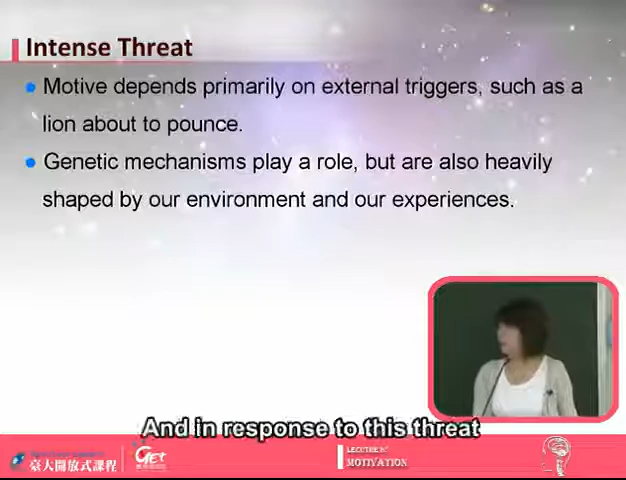 Intense Threat
Motive depends primarily on external triggers, such as a
lion about to pounce.
Genetic mechanisms play a role, but are also heavily
shaped by our environment and our experiences.
And in response to this threat
臺大開放式課程
GET
MOTIVATION